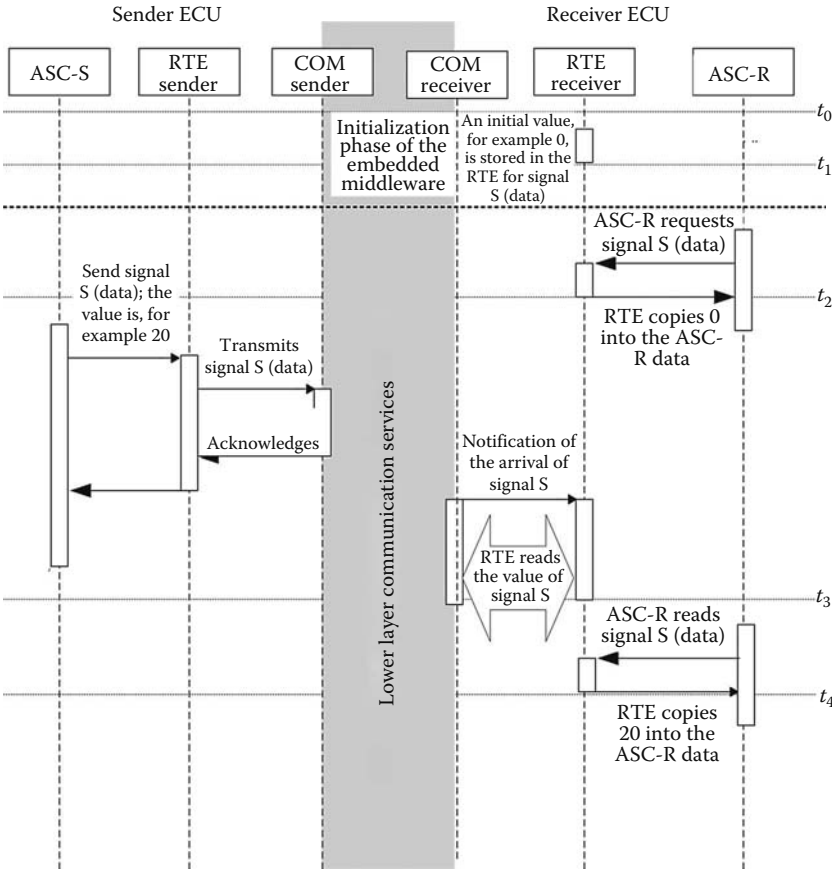 Sender ECU
Receiver ECU
ASC-S
RTE
sender
COM
sender
COM
receiver
RTE
receiver
ASC-R
t0
Initialization
phase of the
embedded
middleware
An initial value,
for example 0,
is stored in the
RTE for signal
S (data)
t1
ASC-R requests
signal S (data)
Send signal
S (data); the
value is, for
example 20
t2
RTE copies 0
into the ASC-
R data
Transmits
signal S (data)
Acknowledges
Lower layer communication services
Notification of
the arrival of
signal S
RTE reads
the value of
signal S
t3
ASC-R reads
signal S (data)
t4
RTE copies
20 into the
ASC-R data